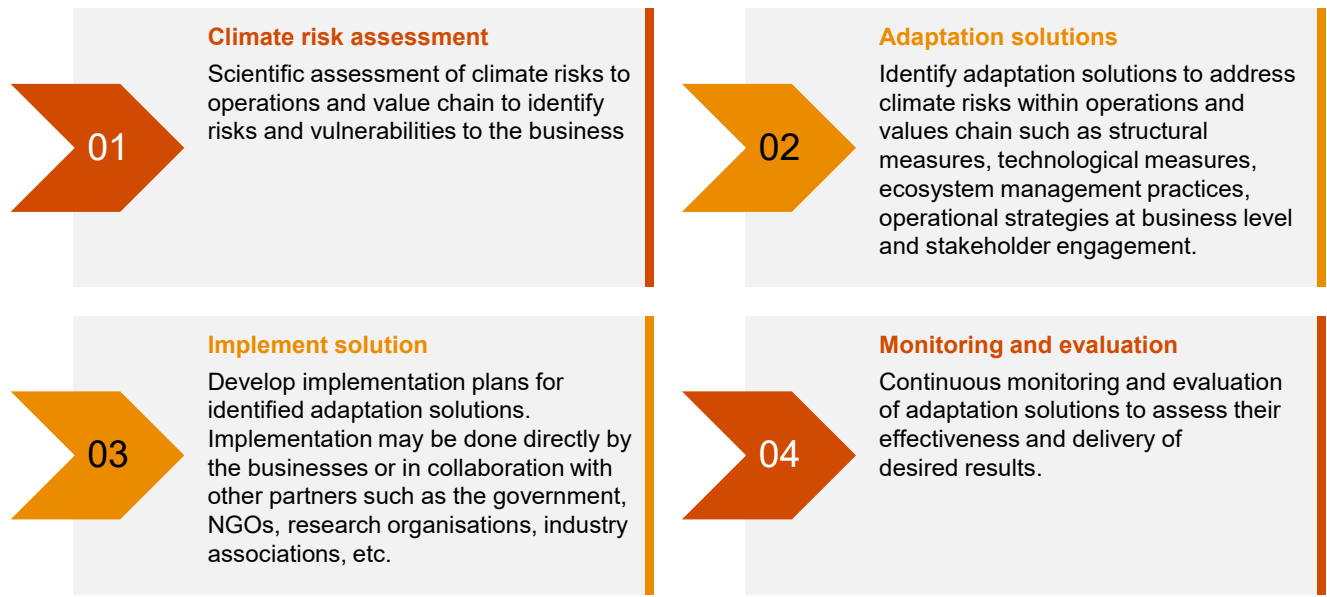 01
Climate risk assessment
Scientific assessment of climate risks to
operations and value chain to identify
risks and vulnerabilities to the business
02
Adaptation solutions
Identify adaptation solutions to address
climate risks within operations and
values chain such as structural
measures, technological measures,
ecosystem management practices,
operational strategies at business level
and stakeholder engagement.
03
Implement solution
Develop implementation plans for
identified adaptation solutions.
Implementation may be done directly by
the businesses or in collaboration with
other partners such as the government,
NGOs, research organisations, industry
associations, etc.
04
Monitoring and evaluation
Continuous monitoring and evaluation
of adaptation solutions to assess their
effectiveness and delivery of
desired results.